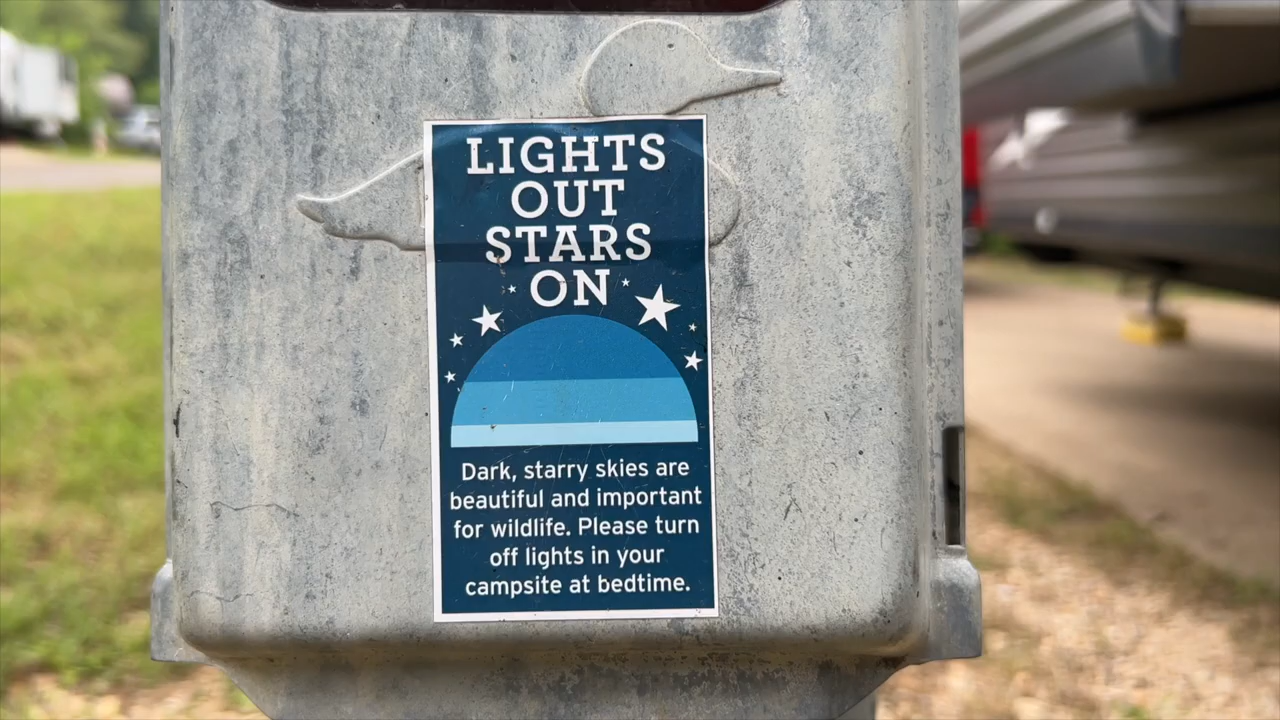 LIGHTS
OUT
STARS
ON
Dark, starry skies are
beautiful and important
for wildlife. Please turn
off lights in your
campsite at bedtime.